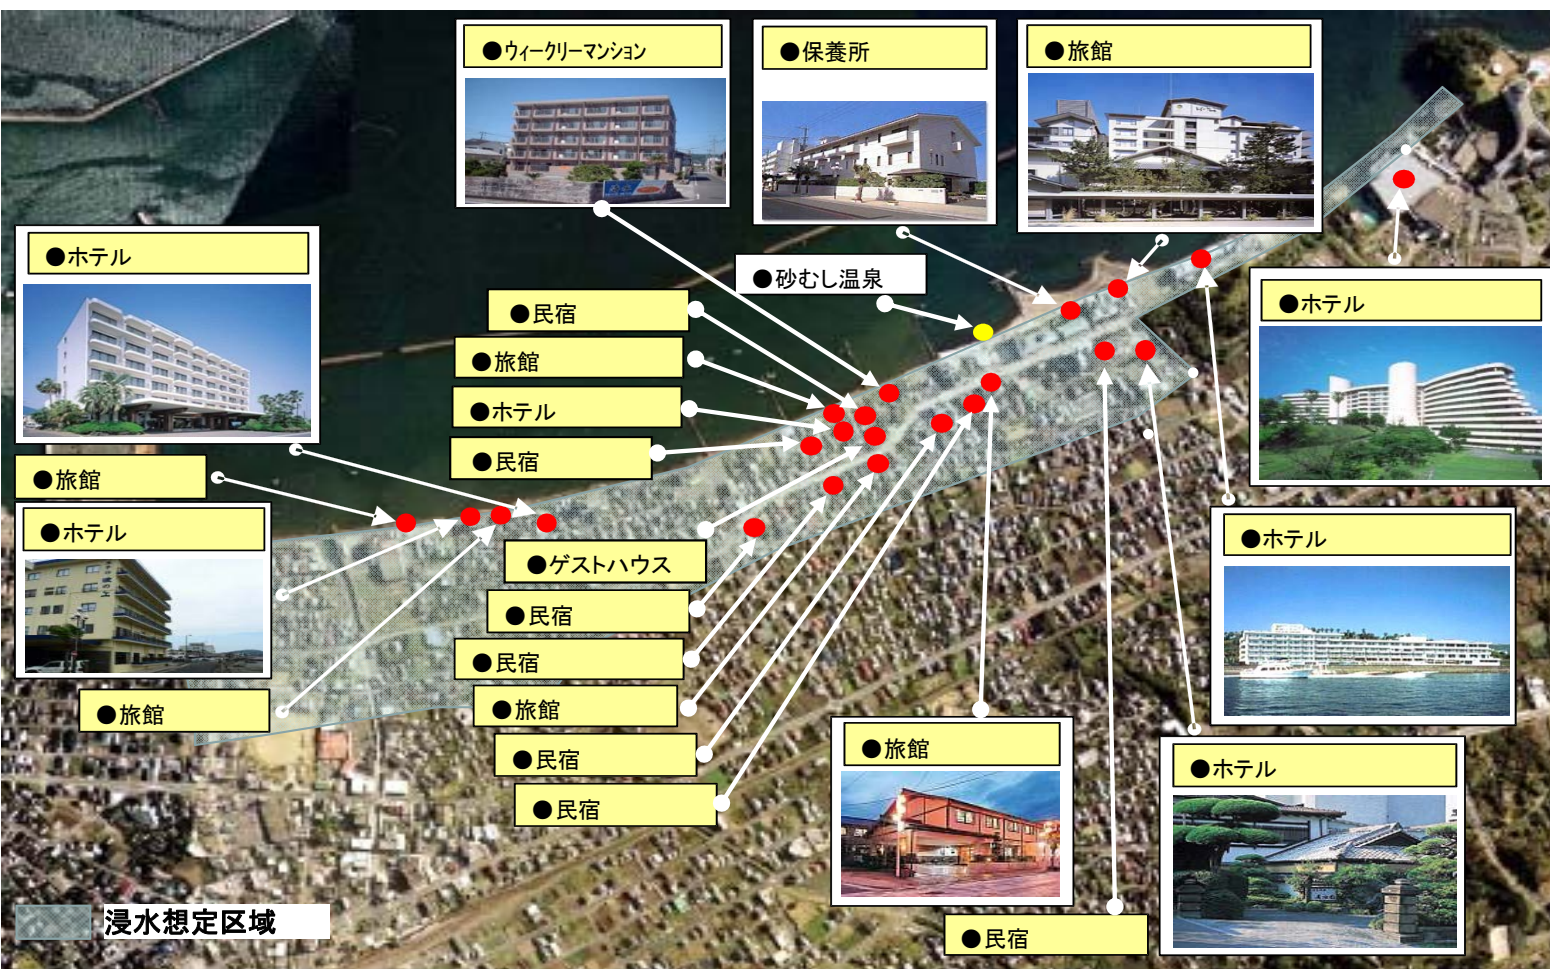 ●ウィークリーマンション
●保養所
●旅館
●ホテル
●砂むし温泉
●ホテル
●民宿
●旅館
●ホテル
●民宿
●旅館
●ホテル
●ホテル
●ゲストハウス
●民宿
●民宿
●旅館
●旅館
●民宿
●旅館
●民宿
●ホテル
●民宿
浸水想定区域